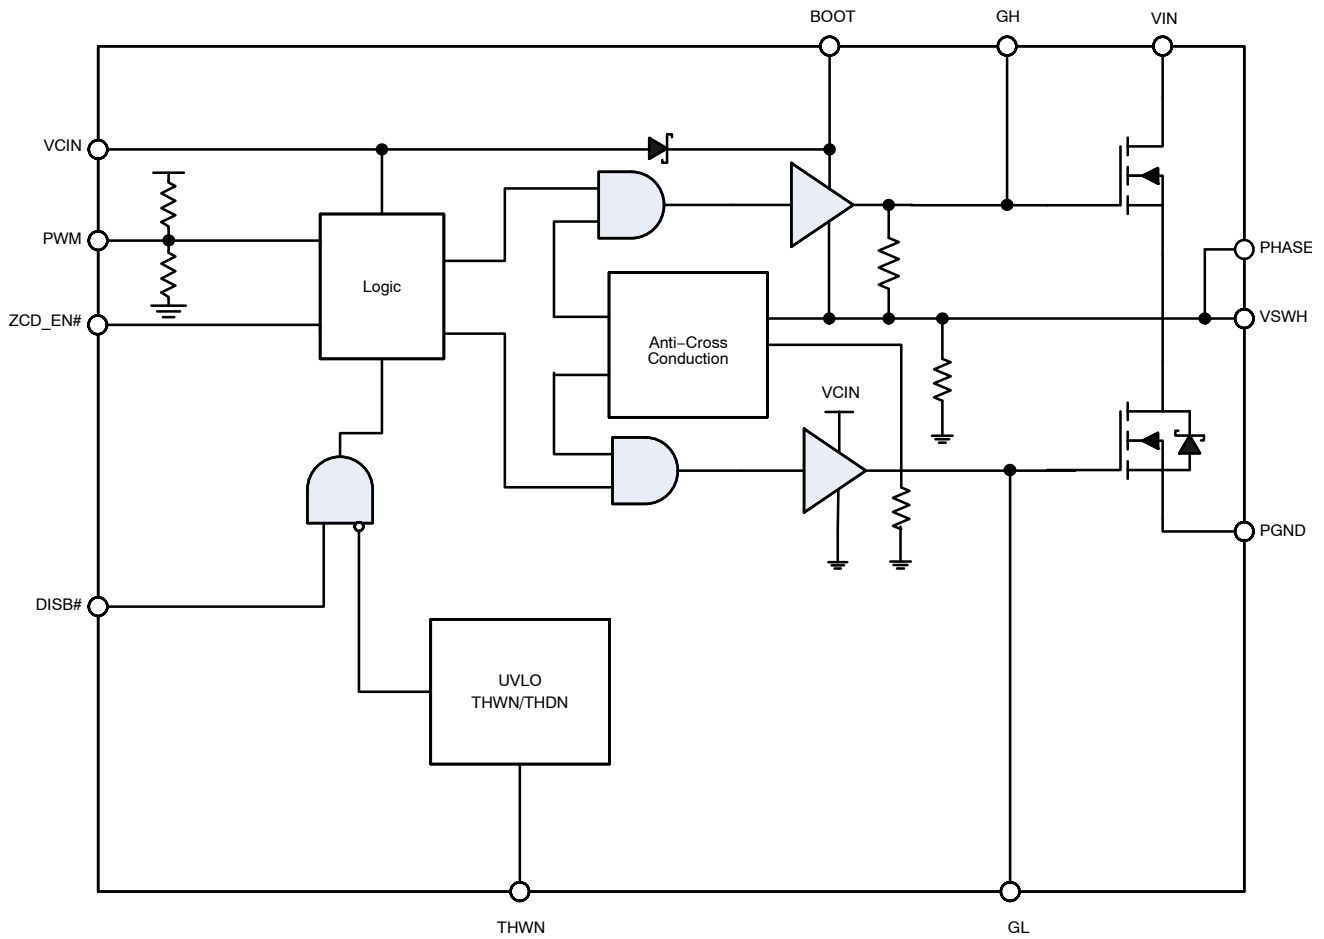 BOOT
GH
VIN
VCIN
PWM
PHASE
Logic
ZCD_EN#
VSWH
Anti−Cross
Conduction
VCIN
PGND
DISB#
UVLO
THWN/THDN
THWN
GL